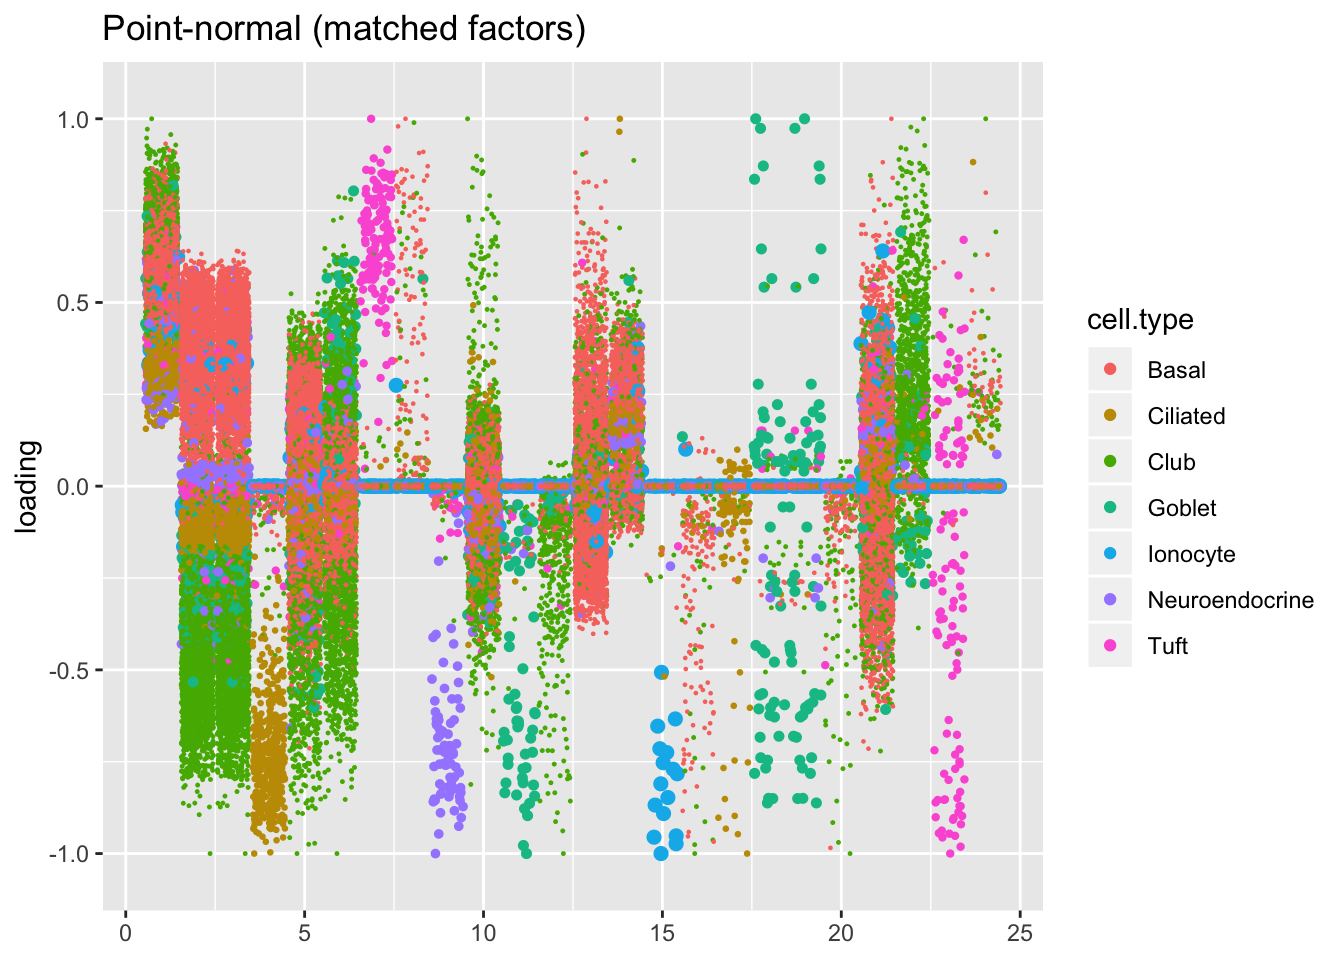 Point-normal (matched factors)
1.0
0.5
0.0
-0.5
-1.0
loading
0
5
10
15
20
25
cell.type
Basal
Ciliated
Club
Goblet
Ionocyte
Neuroendocrine
Tuft